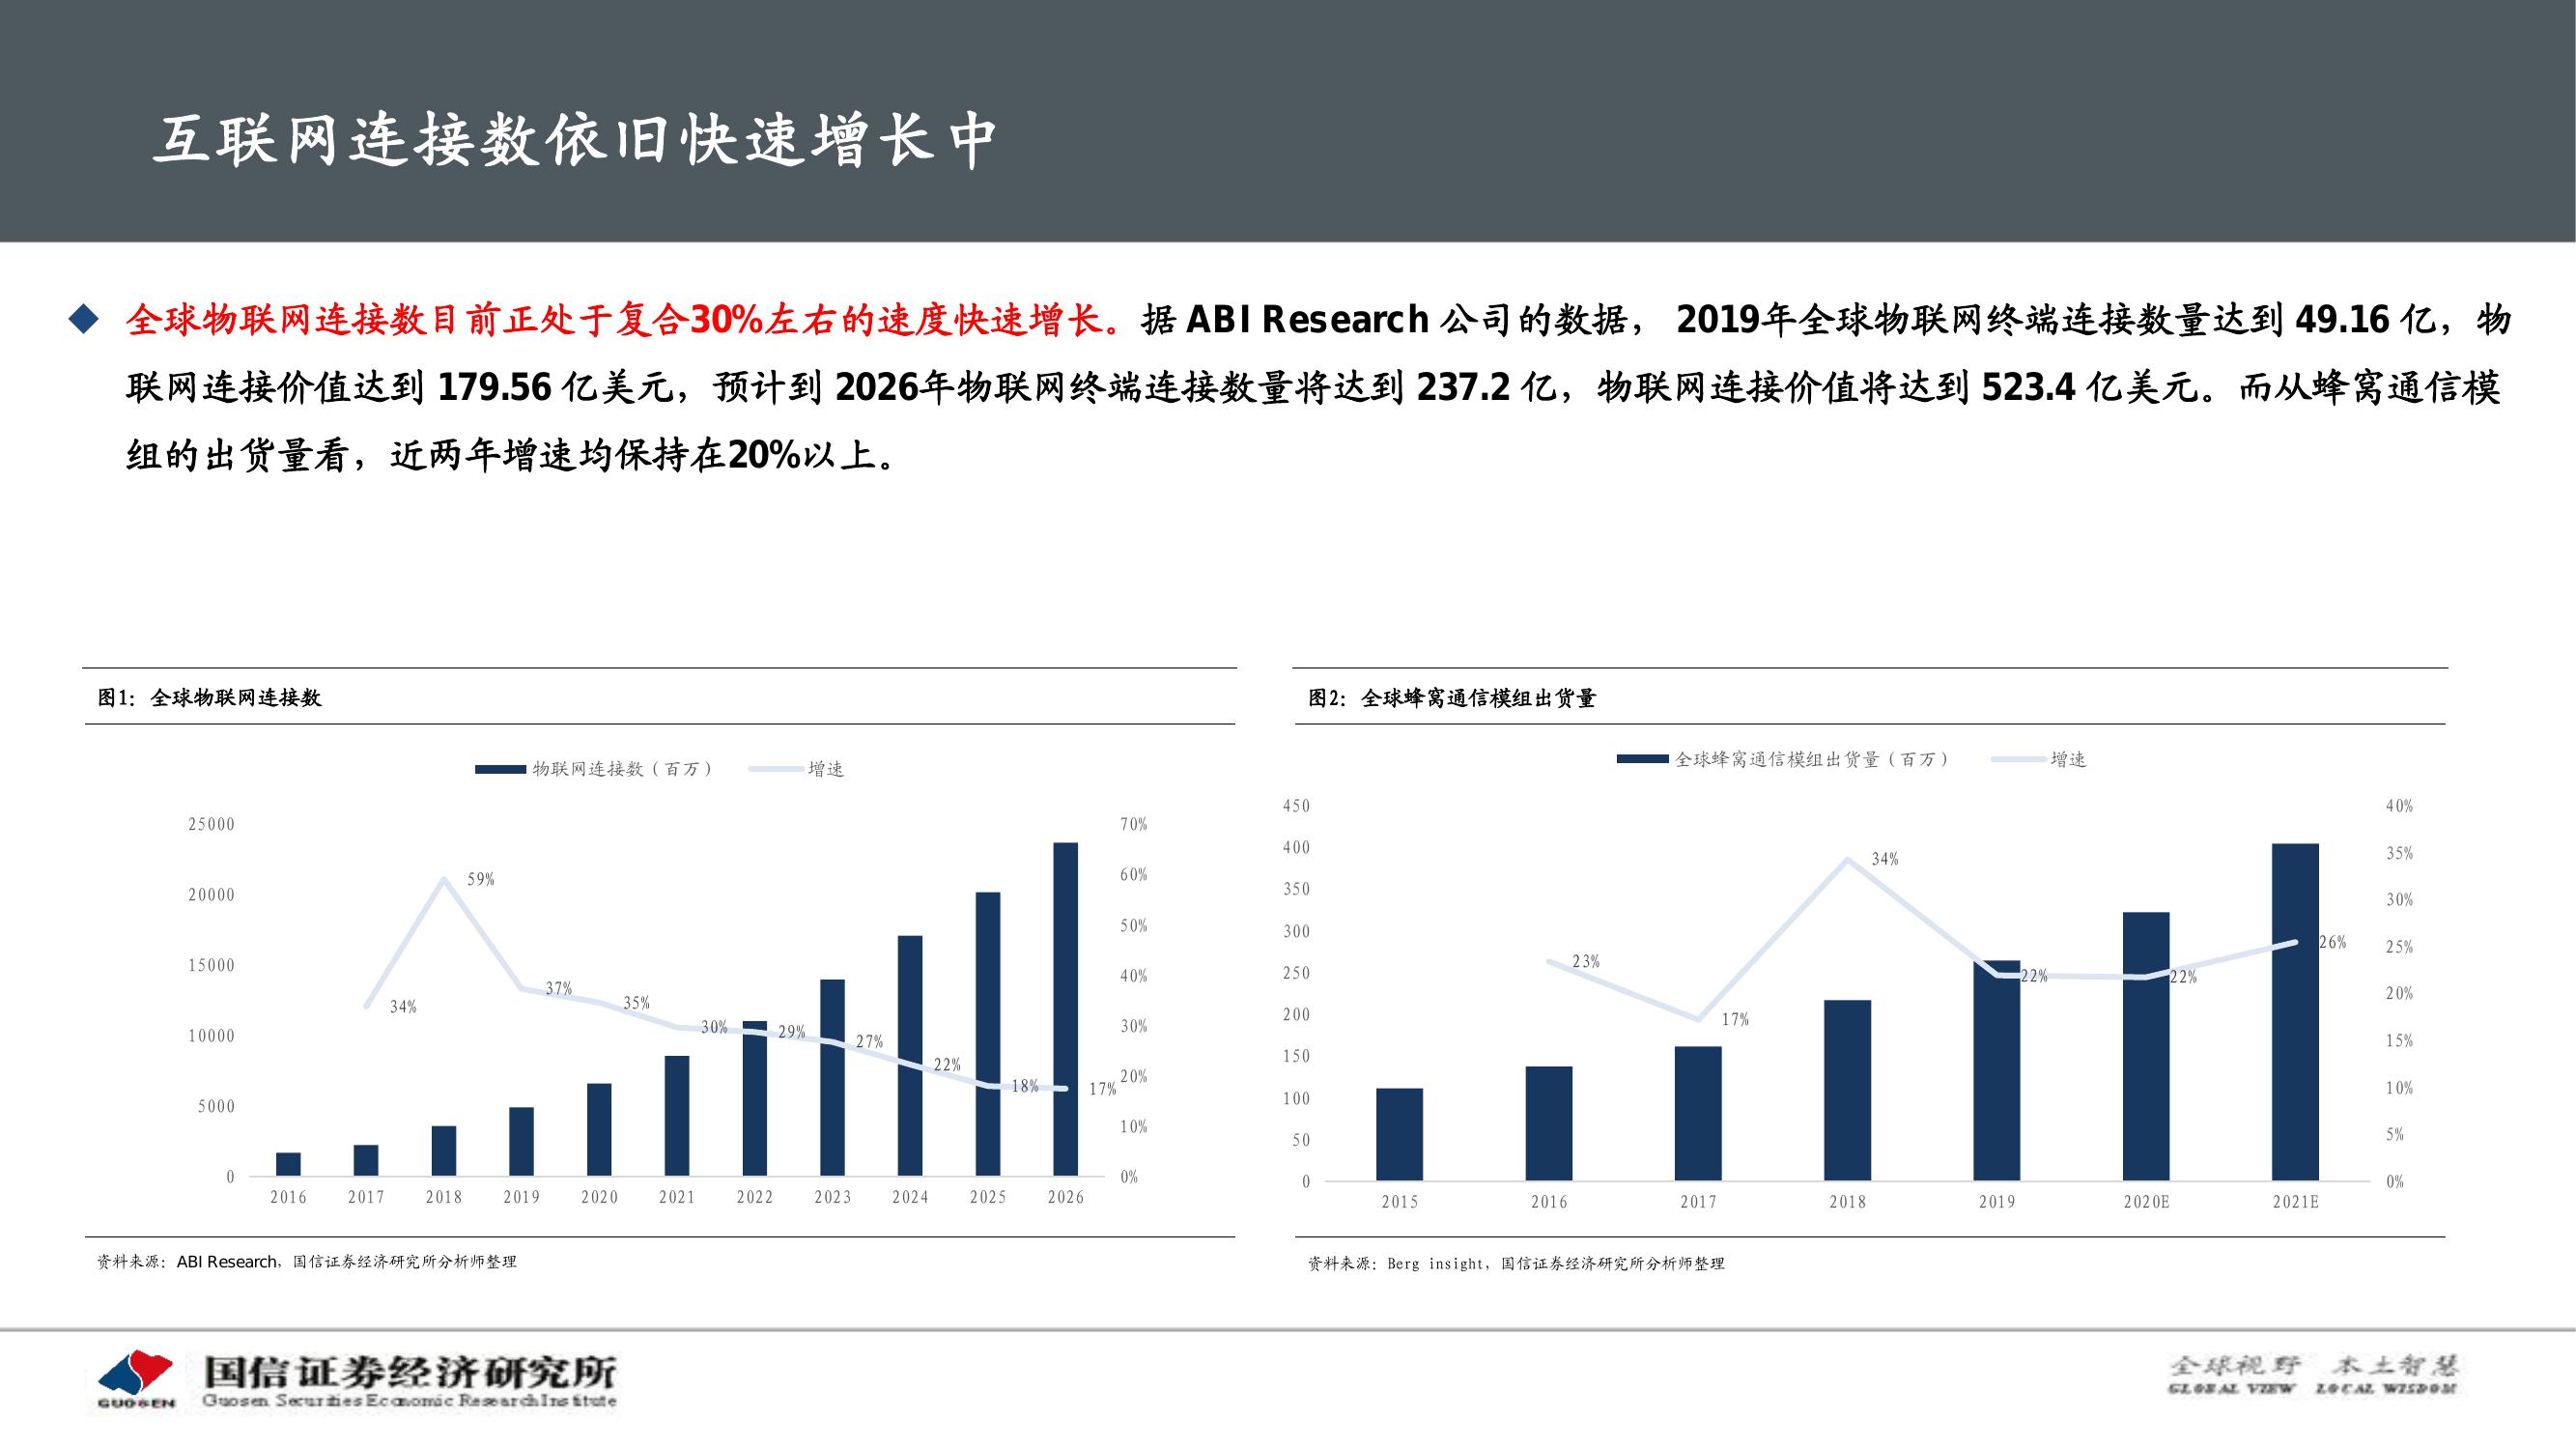 互联网连接数依旧快速增长中
全球物联网连接数目前正处于复合30%左右的速度快速增长。据 ABI Research 公司的数据， 2019年全球物联网终端连接数量达到 49.16 亿，物
联网连接价值达到 179.56 亿美元，预计到 2026年物联网终端连接数量将达到 237.2 亿，物联网连接价值将达到 523.4 亿美元。而从蜂窝通信模
组的出货量看，近两年增速均保持在20%以上。
图1：全球物联网连接数
物联网连接数（百万） 增速
25000
20000
15000
10000
5000
0
70%
60%
50%
40%
30%
20%
10%
0%
34%
59%
37%
35%
30%
29%
27%
22%
18%
17%
2016 2017 2018 2019 2020 2021 2022 2023 2024 2025 2026
资料来源：ABI Research，国信证券经济研究所分析师整理
图2：全球蜂窝通信模组出货量
全球蜂窝通信模组出货量（百万） 增速
450
400
350
300
250
200
150
100
50
0
40%
35%
30%
25%
20%
15%
10%
5%
0%
23%
17%
34%
22%
22%
26%
2015 2016 2017 2018 2019 2020E 2021E
资料来源：Berg insight，国信证券经济研究所分析师整理
GUOSEN
国信证券经济研究所
Guosen Securities Economic Research Institute
全球视野 本土智慧
GLOBAL VIEW LOCAL WISDOM